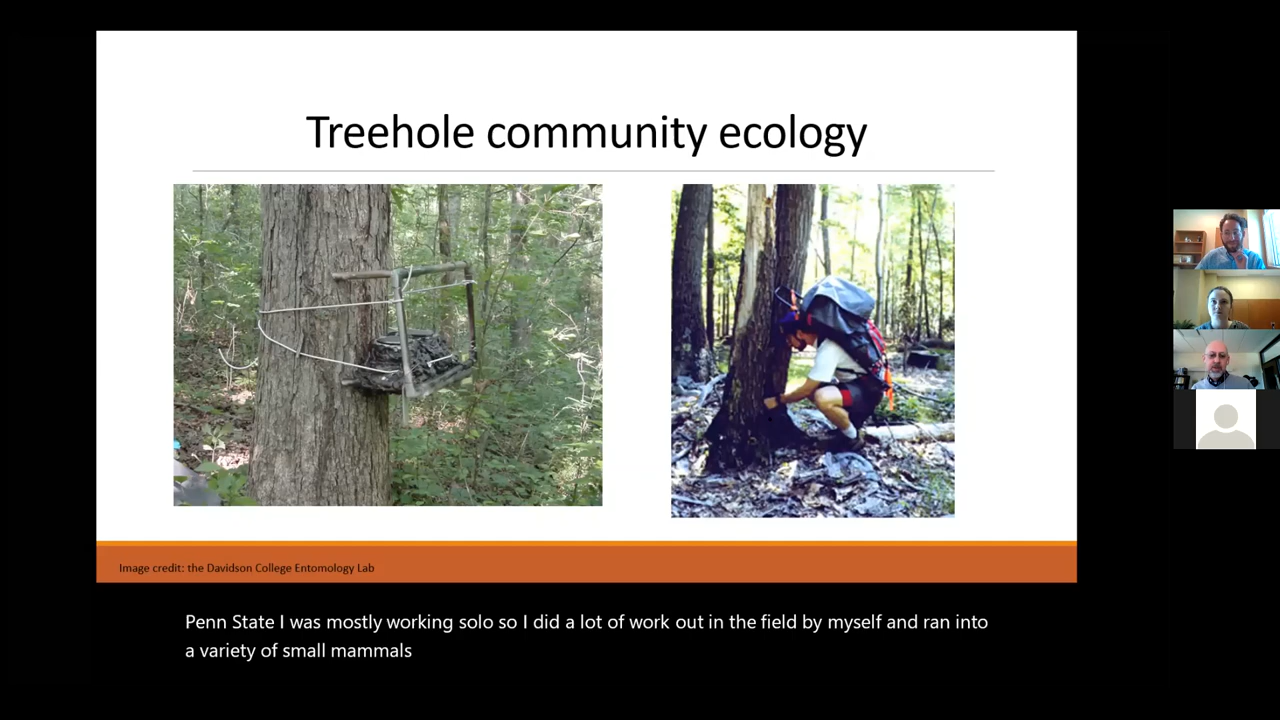 Treehole community ecology
Image credit: the Davidson College Entomology Lab
Penn State I was mostly working solo so I did a lot of work out in the field by myself and ran into
a variety of small mammals